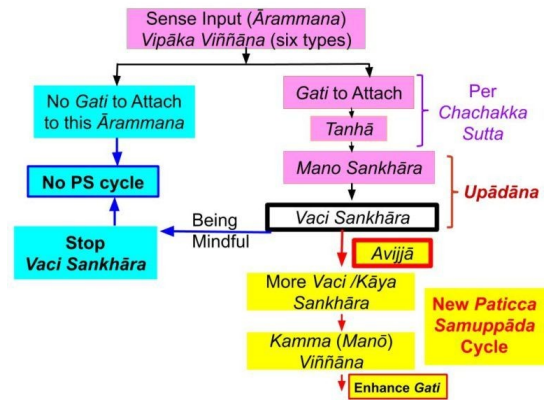 Sense Input (Ārammana)
Vipāka Viññāna (six types)
No Gati to Attach
to this Ārammana
Gati to Attach
Per
Chachakka
Sutta
Tanhā
No PS cycle
Mano Sankhāra
Upādāna
Being
Mindful
Vaci Sankhāra
Stop
Vaci Sankhāra
Avijjā
More Vaci /Kāya
Sankhāra
New Paticca
Samuppāda
Cycle
Kamma (Manō)
Viññāna
Enhance Gati